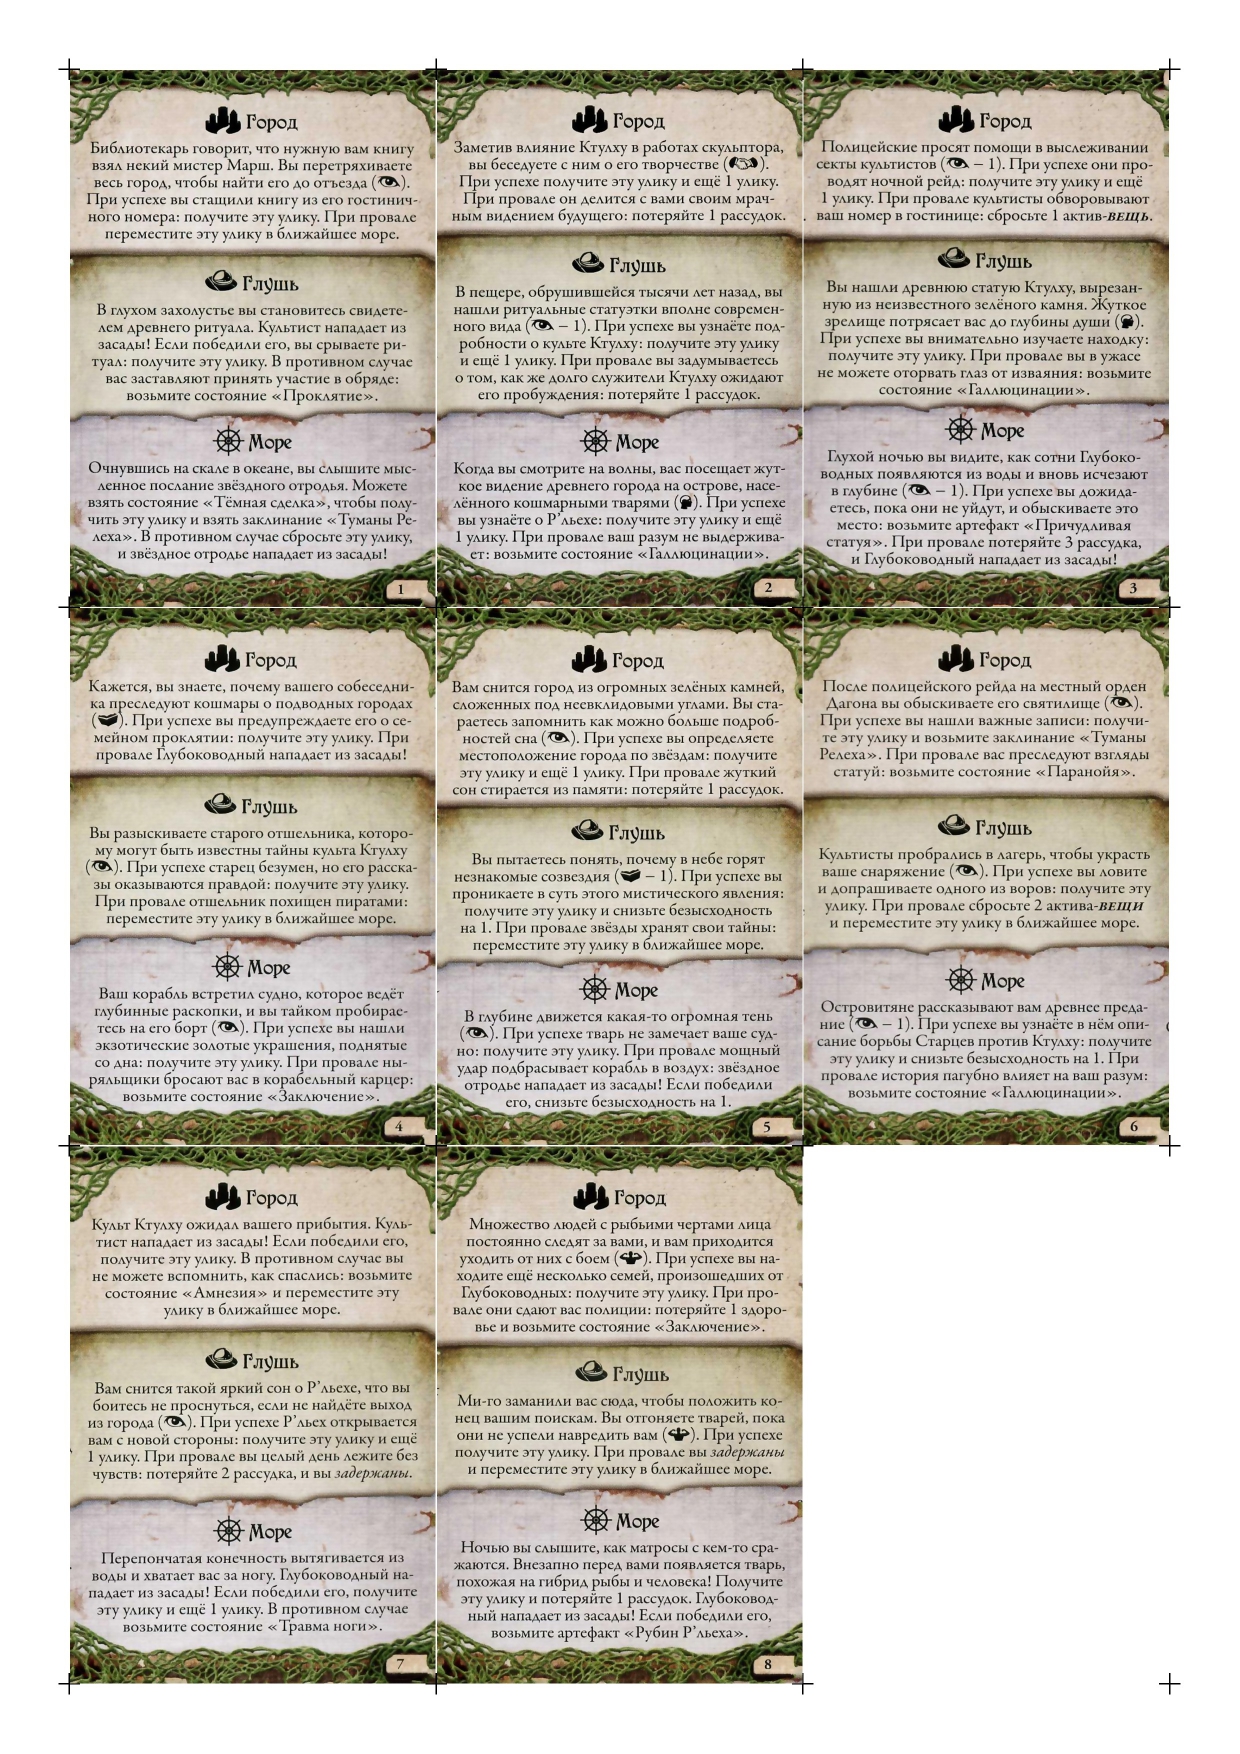 Город
Библиотекарь говорит, что нужную вам книгу
взял некий мистер Марш. Вы перетряхиваете
весь город, чтобы найти его до отъезда ( ).
При успехе вы стащили книгу из его гостинич-
ного номера: получите эту улику. При провале
переместите эту улику в ближайшее море.
Глушь
В глухом захолустье вы становитесь свидете-
лем древнего ритуала. Культист нападает из
засады! Если победили его, вы срываете ри-
туал: получите эту улику. В противном случае
вас заставляют принять участие в обряде:
возьмите состояние «Проклятие».
Море
Очнувшись на скале в океане, вы слышите мыс-
ленное послание звёздного отродья. Можете
взять состояние «Тёмная сделка», чтобы полу-
чить эту улику и взять заклинание «Туманы Ре-
леха». В противном случае сбросьте эту улику,
и звёздное отродье нападает из засады!
1
Город
Заметив влияние Ктулху в работах скульптора,
вы беседуете с ним о его творчестве ( ).
При успехе получите эту улику и ещё 1 улику.
При провале он делится с вами своим мрач-
ным видением будущего: потеряйте 1 рассудок.
Глушь
В пещере, обрушившейся тысячи лет назад, вы
нашли ритуальные статуэтки вполне современ-
ного вида ( – 1). При успехе вы узнаёте под-
робности о культе Ктулху: получите эту улику
и ещё 1 улику. При провале вы задумываетесь
о том, как же долго служители Ктулху ожидают
его пробуждения: потеряйте 1 рассудок.
Море
Когда вы смотрите на волны, вас посещает жут-
кое видение древнего города на острове, насе-
лённого кошмарными тварями ( ). При успехе
вы узнаёте о Р’льехе: получите эту улику и ещё
1 улику. При провале ваш разум не выдержива-
ет: возьмите состояние «Галлюцинации».
2
Город
Полицейские просят помощи в выслеживании
секты культистов ( – 1). При успехе они про-
водят ночной рейд: получите эту улику и ещё
1 улику. При провале культисты обворовывают
ваш номер в гостинице: сбросьте 1 актив-ВЕЩЬ.
Глушь
Вы нашли древнюю статую Ктулху, вырезан-
ную из неизвестного зелёного камня. Жуткое
зрелище потрясает вас до глубины души ( ).
При успехе вы внимательно изучаете находку:
получите эту улику. При провале вы в ужасе
не можете оторвать глаз от изваяния: возьмите
состояние «Галлюцинации».
Море
Глухой ночью вы видите, как сотни Глубоко-
водных появляются из воды и вновь исчезают
в глубине ( – 1). При успехе вы дожида-
етесь, пока они не уйдут, и обыскиваете это
место: возьмите артефакт «Причудливая
статуя». При провале потеряйте 3 рассудка,
и Глубоководный нападает из засады!
3
Город
Кажется, вы знаете, почему вашего собеседни-
ка преследуют кошмары о подводных городах
( ). При успехе вы предупреждаете его о се-
мейном проклятии: получите эту улику. При
провале Глубоководный нападает из засады!
Глушь
Вы разыскиваете старого отшельника, которо-
му могут быть известны тайны культа Ктулху
( ). При успехе старец безумен, но его расска-
зы оказываются правдой: получите эту улику.
При провале отшельник похищен пиратами:
переместите эту улику в ближайшее море.
Море
Ваш корабль встретил судно, которое ведёт
глубинные раскопки, и вы тайком пробирае-
тесь на его борт ( ). При успехе вы нашли
экзотические золотые украшения, поднятые
со дна: получите эту улику. При провале ны-
ряльщики бросают вас в корабельный карцер:
возьмите состояние «Заключение».
4
Город
Вам снится город из огромных зелёных камней,
сложенных под неевклидовыми углами. Вы ста-
раетесь запомнить как можно больше подроб-
ностей сна ( ). При успехе вы определяете
местоположение города по звёздам: получите
эту улику и ещё 1 улику. При провале жуткий
сон стирается из памяти: потеряйте 1 рассудок.
Глушь
Вы пытаетесь понять, почему в небе горят
незнакомые созвездия ( – 1). При успехе вы
проникаете в суть этого мистического явления:
получите эту улику и снизьте безысходность
на 1. При провале звёзды хранят свои тайны:
переместите эту улику в ближайшее море.
Море
В глубине движется какая-то огромная тень
( ). При успехе тварь не замечает ваше суд-
но: получите эту улику. При провале мощный
удар подбрасывает корабль в воздух: звёздное
отродье нападает из засады! Если победили
его, снизьте безысходность на 1.
5
Город
После полицейского рейда на местный орден
Дагона вы обыскиваете его святилище ( ).
При успехе вы нашли важные записи: получи-
те эту улику и возьмите заклинание «Туманы
Релеха». При провале вас преследуют взгляды
статуй: возьмите состояние «Паранойя».
Глушь
Культисты пробрались в лагерь, чтобы украсть
ваше снаряжение ( ). При успехе вы ловите
и допрашиваете одного из воров: получите эту
улику. При провале сбросьте 2 актива-ВЕЩИ
и переместите эту улику в ближайшее море.
Море
Островитяне рассказывают вам древнее преда-
ние ( – 1). При успехе вы узнаёте в нём опи-
сание борьбы Старцев против Ктулху: получите
эту улику и снизьте безысходность на 1. При
провале история пагубно влияет на ваш разум:
возьмите состояние «Галлюцинации».
6
Город
Культ Ктулху ожидал вашего прибытия. Куль-
тист нападает из засады! Если победили его,
получите эту улику. В противном случае вы
не можете вспомнить, как спаслись: возьмите
состояние «Амнезия» и переместите эту
улику в ближайшее море.
Глушь
Вам снится такой яркий сон о Р’льехе, что вы
боитесь не проснуться, если не найдёте выход
из города ( ). При успехе Р’льех открывается
вам с новой стороны: получите эту улику и ещё
1 улику. При провале вы целый день лежите без
чувств: потеряйте 2 рассудка, и вы задержаны.
Море
Перепончатая конечность вытягивается из
воды и хватает вас за ногу. Глубоководный на-
падает из засады! Если победили его, получите
эту улику и ещё 1 улику. В противном случае
возьмите состояние «Травма ноги».
7
Город
Множество людей с рыбьими чертами лица
постоянно следят за вами, и вам приходится
уходить от них с боем ( ). При успехе вы на-
ходите ещё несколько семей, произошедших от
Глубоководных: получите эту улику. При про-
вале они сдают вас полиции: потеряйте 1 здоро-
вье и возьмите состояние «Заключение».
Глушь
Ми-го заманили вас сюда, чтобы положить ко-
нец вашим поискам. Вы отгоняете тварей, пока
они не успели навредить вам ( ). При успехе
получите эту улику. При провале вы задержаны
и переместите эту улику в ближайшее море.
Море
Ночью вы слышите, как матросы с кем-то сра-
жаются. Внезапно перед вами появляется тварь,
похожая на гибрид рыбы и человека! Получите
эту улику и потеряйте 1 рассудок. Глубоковод-
ный нападает из засады! Если победили его,
возьмите артефакт «Рубин Р’льеха».
8